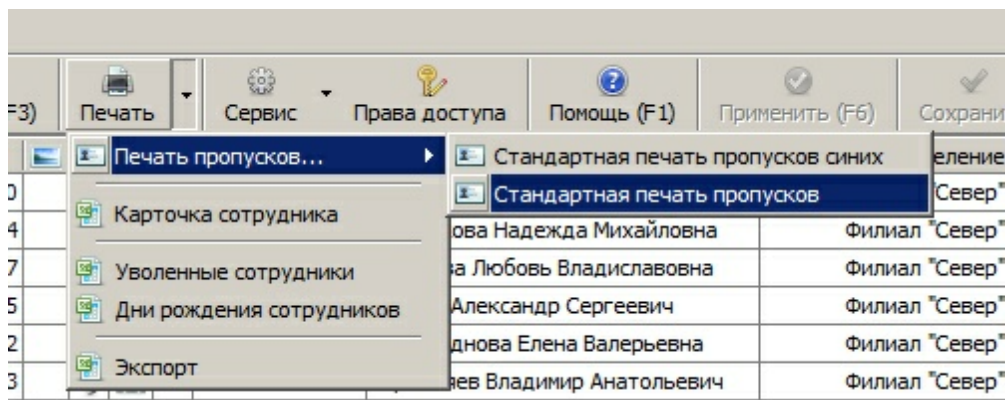 F3) Печать Сервис Права доступа Помощь (F1) Применить (F6) Сохрани
Печать пропусков... Стандартная печать пропусков синих еление
0 Стандартная печать пропусков "Север"
4 Карточка сотрудника ова Надежда Михайловна Филиал "Север"
7 Уволенные сотрудники ва Любовь Владиславовна Филиал "Север"
5 Дни рождения сотрудников Александр Сергеевич Филиал "Север"
2 днова Елена Валерьевна Филиал "Север"
3 Экспорт яев Владимир Анатольевич Филиал "Север"